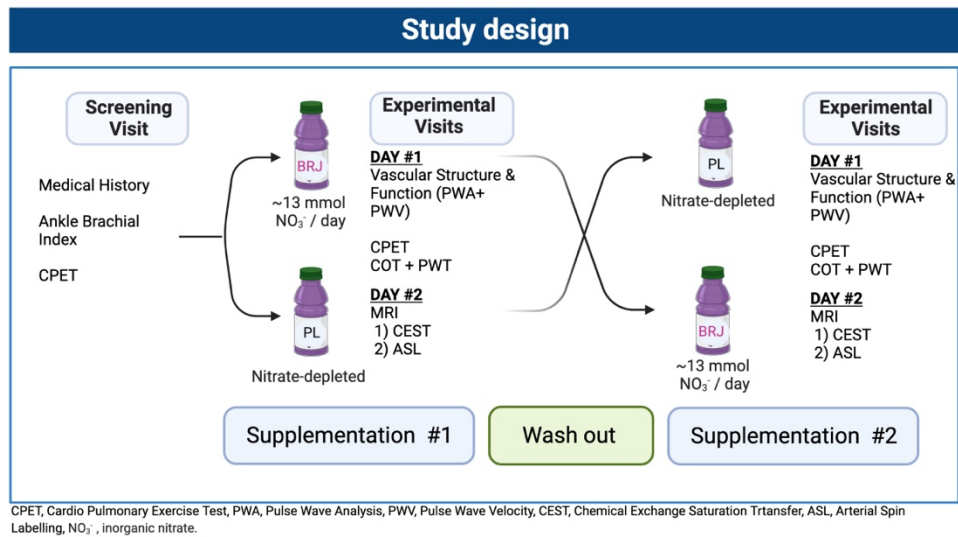 Study design
Screening
Visit
Medical History
Ankle Brachial
Index
CPET
BRJ
~13 mmol
NO₃⁻ / day
PL
Nitrate-depleted
Experimental
Visits
DAY #1
Vascular Structure &
Function (PWA+
PWV)
CPET
COT + PWT
DAY #2
MRI
1) CEST
2) ASL
PL
Nitrate-depleted
BRJ
~13 mmol
NO₃⁻ / day
Experimental
Visits
DAY #1
Vascular Structure &
Function (PWA+
PWV)
CPET
COT + PWT
DAY #2
MRI
1) CEST
2) ASL
Supplementation #1
Wash out
Supplementation #2
CPET, Cardio Pulmonary Exercise Test, PWA, Pulse Wave Analysis, PWV, Pulse Wave Velocity, CEST, Chemical Exchange Saturation Trtansfer, ASL, Arterial Spin
Labelling, NO₃⁻ , inorganic nitrate.